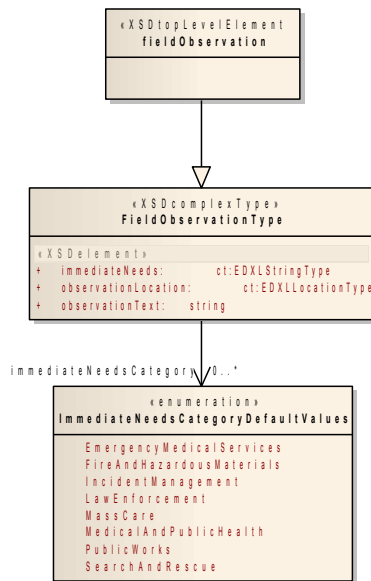 «XSDtopLevelElement
fieldObservation
«XSDcomplexType»
FieldObservationType
«XSDelement»
+ immediateNeeds: ct:EDXLStringType
+ observationLocation: ct:EDXLLocationType
+ observationText: string
immediateNeedsCategory 0..*
«enumeration»
ImmediateNeedsCategoryDefaultValues
EmergencyMedicalServices
FireAndHazardousMaterials
IncidentManagement
LawEnforcement
MassCare
MedicalAndPublicHealth
PublicWorks
SearchAndRescue